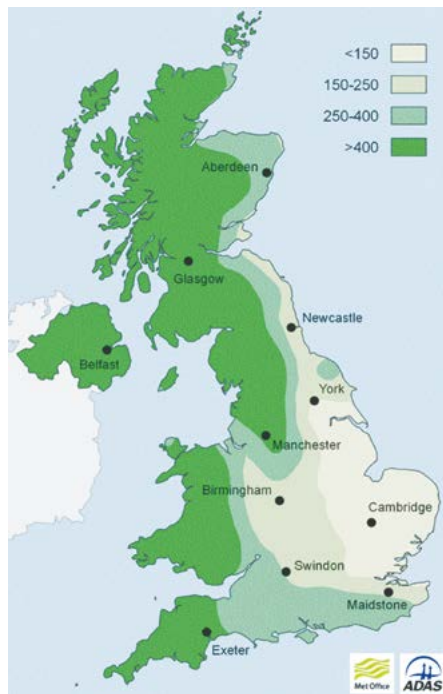 <150
150-250
250-400
>400
Aberdeen
Glasgow
Newcastle
Belfast
York
Manchester
Birmingham
Cambridge
Swindon
Maidstone
Exeter
Met Office
ADAS